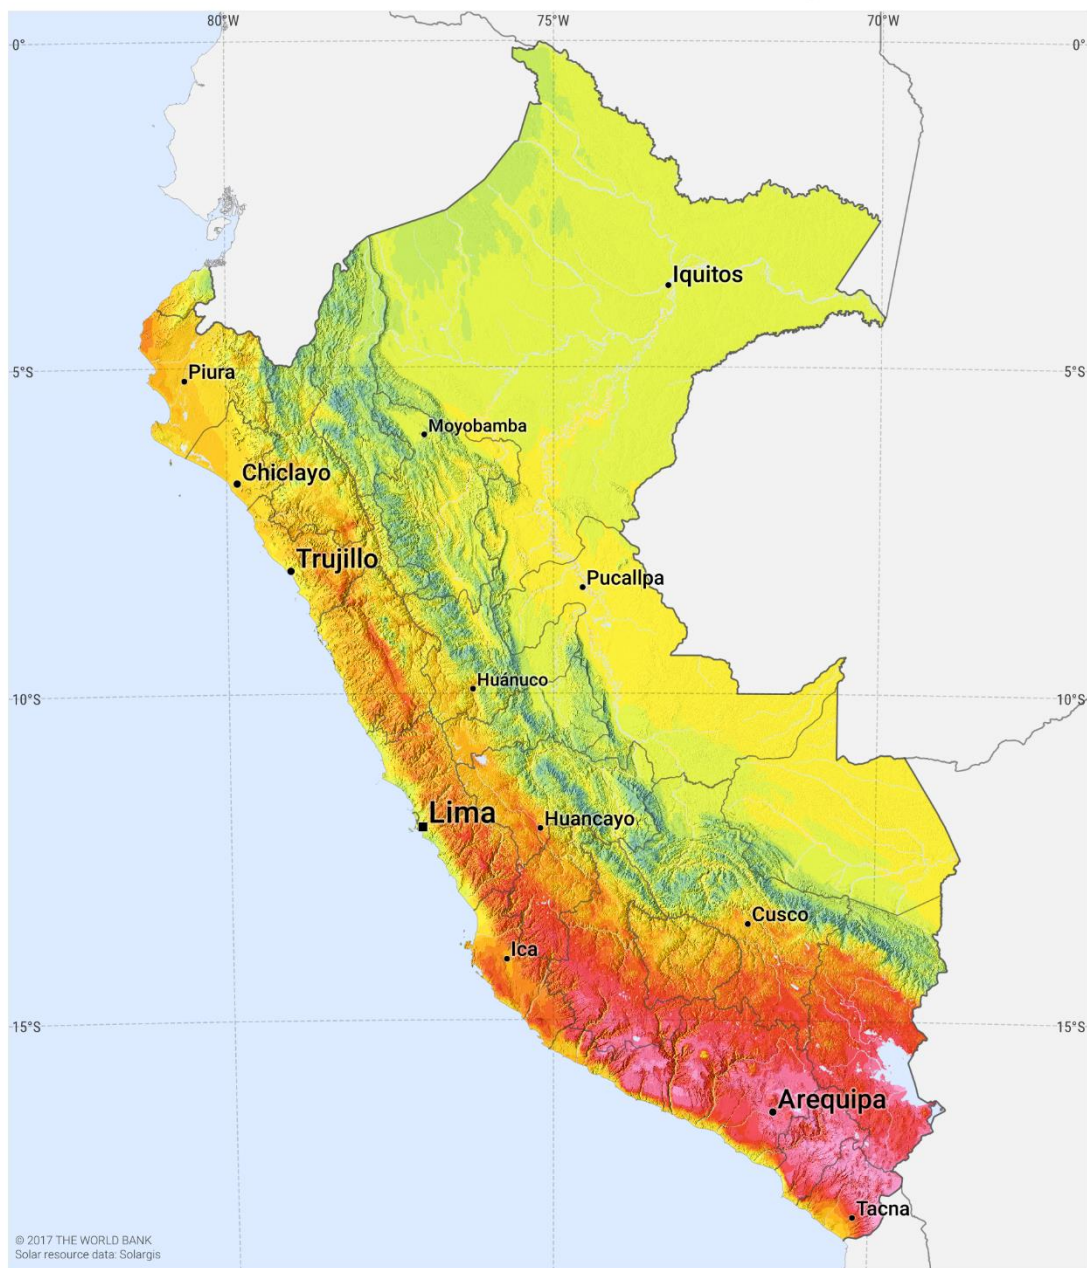 80°W 75°W 70°W
0° 0°
Iquitos
5°S 5°S
Piura
Moyobamba
Chiclayo
Trujillo
Pucallpa
Huánuco
10°S 10°S
Lima
Huancayo
Cusco
Ica
15°S 15°S
Arequipa
Tacna
© 2017 THE WORLD BANK
Solar resource data: Solargis